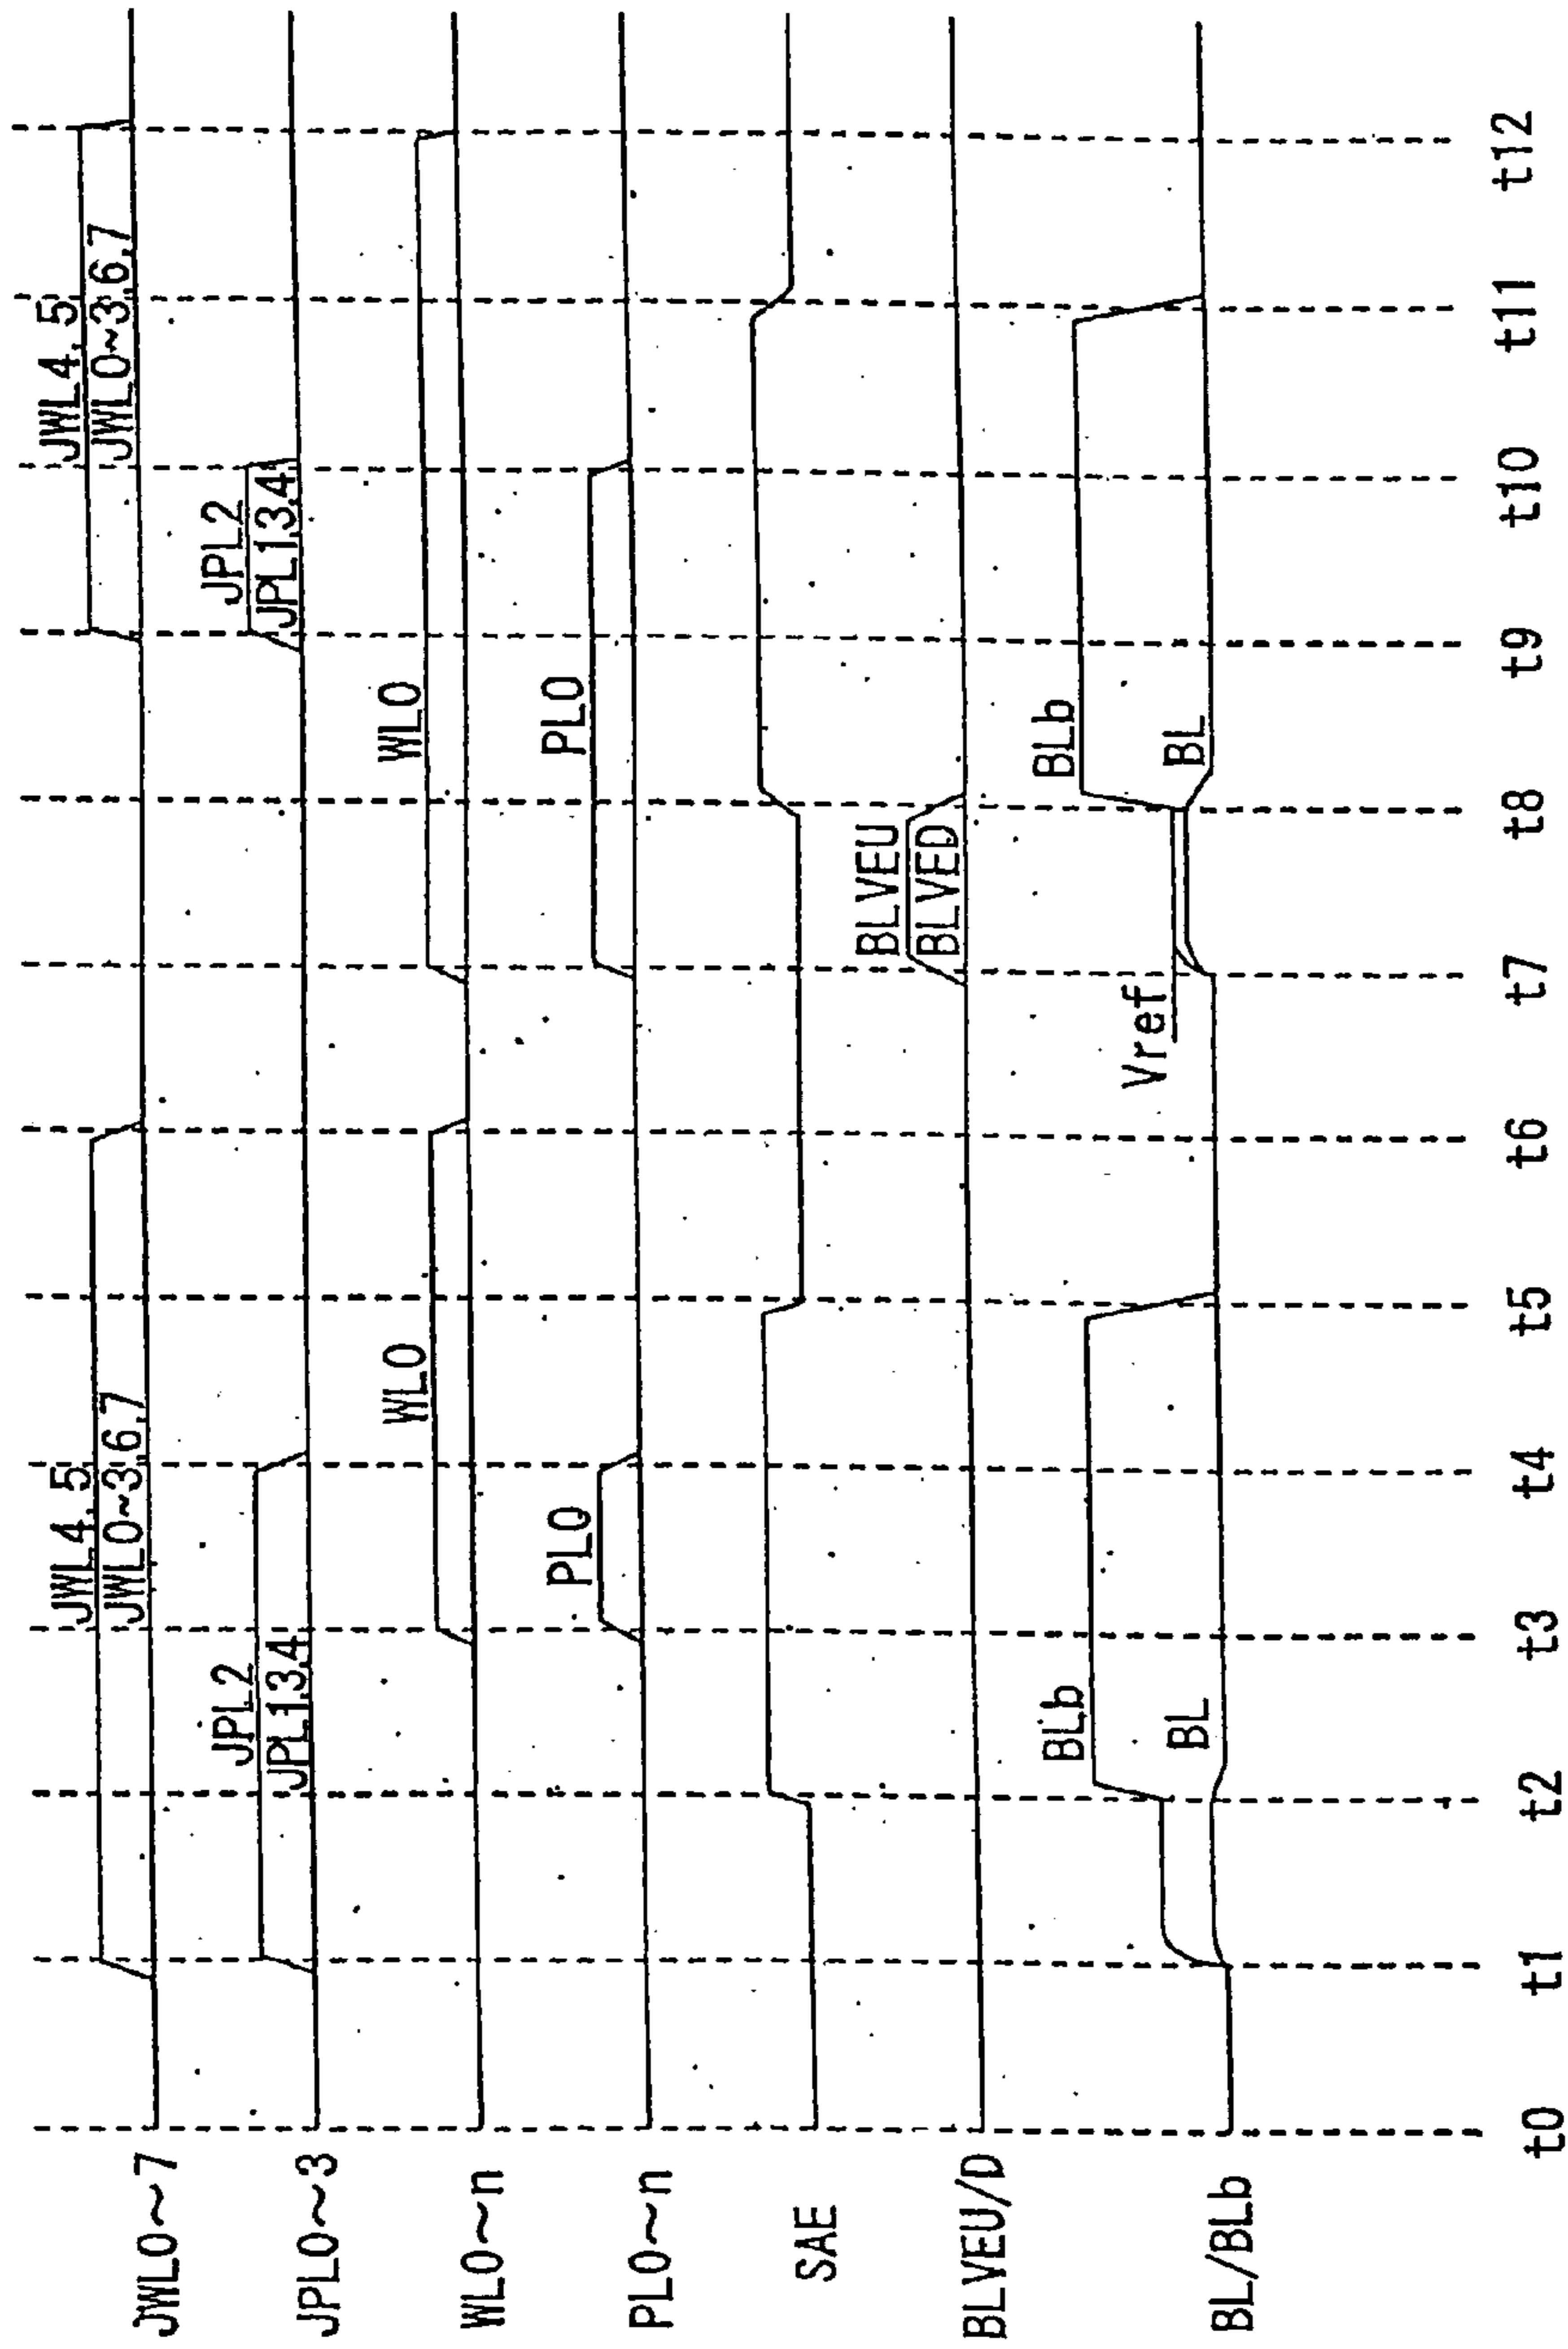 JWL0~7
JWL4, 5
JWL0~3,6,7
JWL4, 5
JWL0~3,6,7
JPL0~3
JPL2
JPL1,3,4
JPL2
JPL1,3,4
WL0~n
WL0
WL0
PL0~n
PL0
PL0
SAE
BLVEU/D
BLVEU
BLVED
BL/BLb
BLb
BL
Vref
BLb
BL
t0 t1 t2 t3 t4 t5 t6 t7 t8 t9 t10 t11 t12